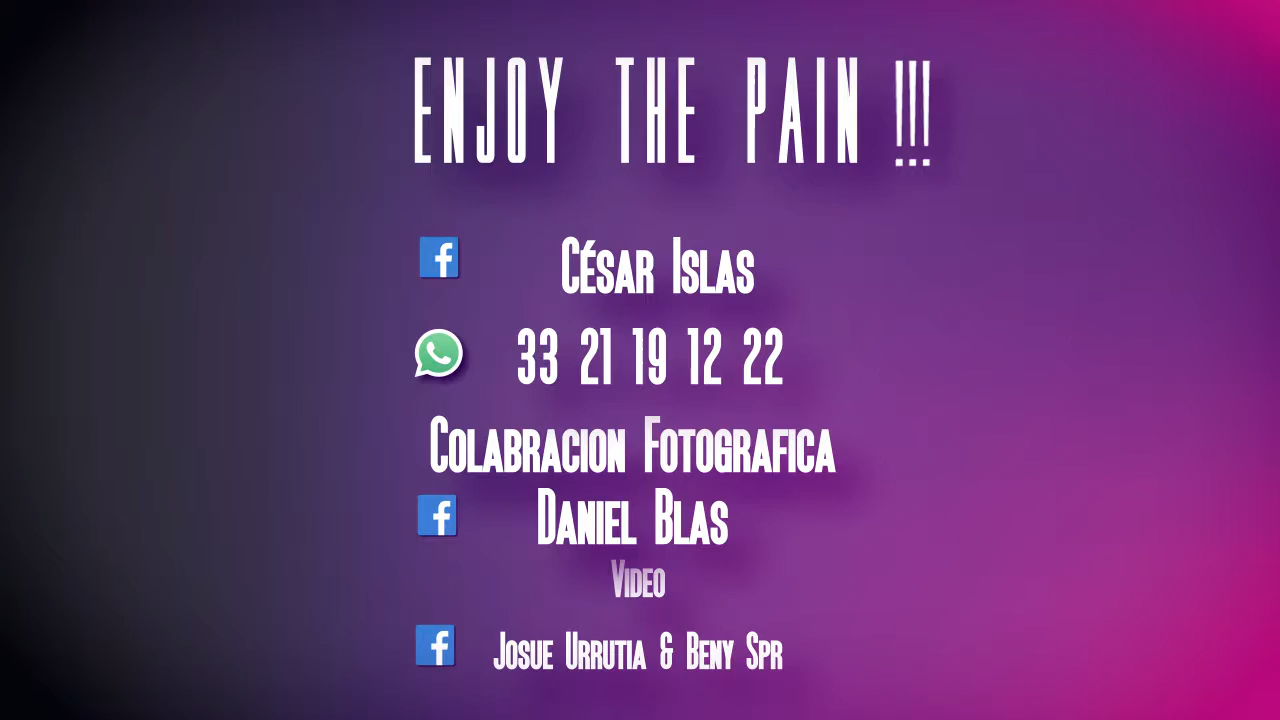 ENJOY THE PAIN !!!
César Islas
33 21 19 12 22
Colabracion Fotografica
Daniel Blas
Video
Josue Urrutia & Beny Spr